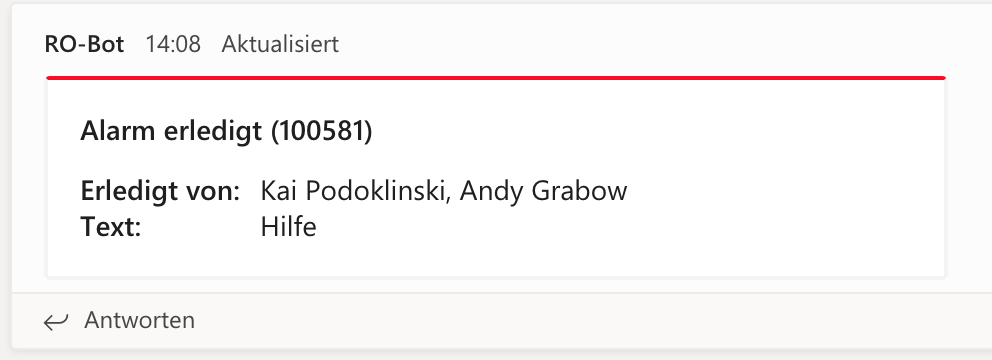 RO-Bot 14:08 Aktualisiert
Alarm erledigt (100581)
Erledigt von: Kai Podoklinski, Andy Grabow
Text: Hilfe
Antworten